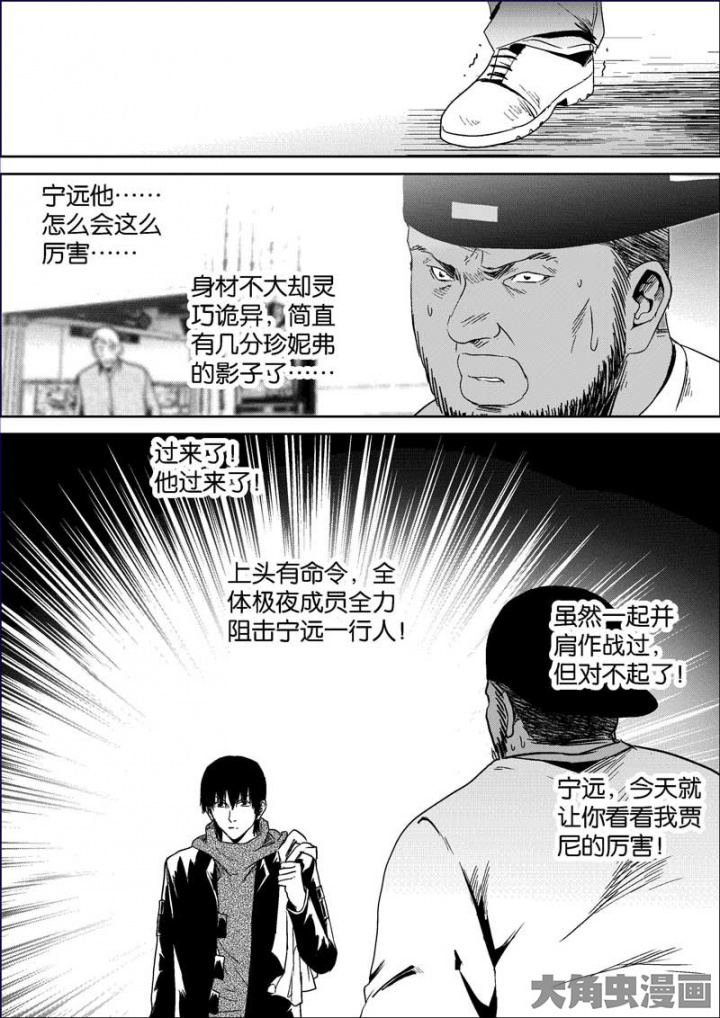 宁远他……
怎么会这么
厉害……
身材不大却灵
巧诡异，简直
有几分珍妮弗
的影子了……
过来了！
他过来了！
上头有命令，全
体极夜成员全力
阻击宁远一行人！
虽然一起并
肩作战过，
但对不起了！
宁远，今天就
让你看看我贾
尼的厉害！
大角虫漫画